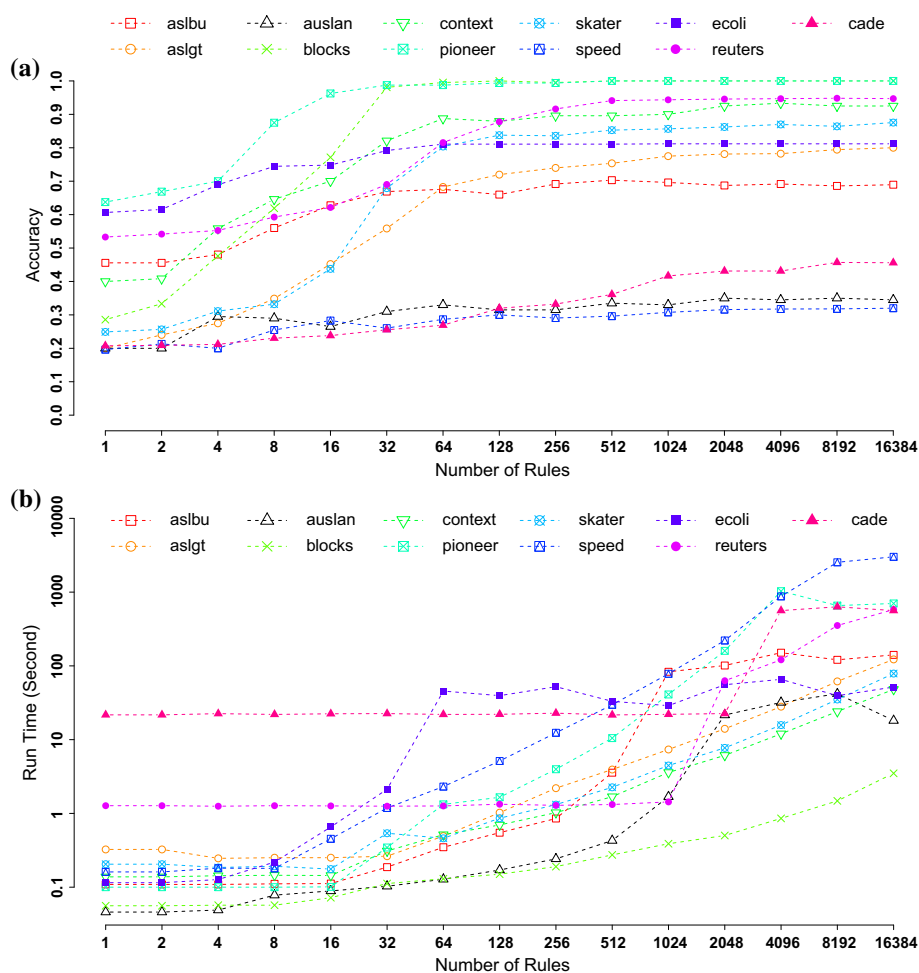 aslbu auslan context skater ecoli cade
aslgt blocks pioneer speed reuters
(a)
1.0
0.9
0.8
0.7
0.6
0.5
0.4
0.3
0.2
0.1
0.0
Accuracy
1 2 4 8 16 32 64 128 256 512 1024 2048 4096 8192 16384
Number of Rules
(b)
aslbu auslan context skater ecoli cade
aslgt blocks pioneer speed reuters
10000
1000
100
10
1
0.1
Run Time (Second)
1 2 4 8 16 32 64 128 256 512 1024 2048 4096 8192 16384
Number of Rules